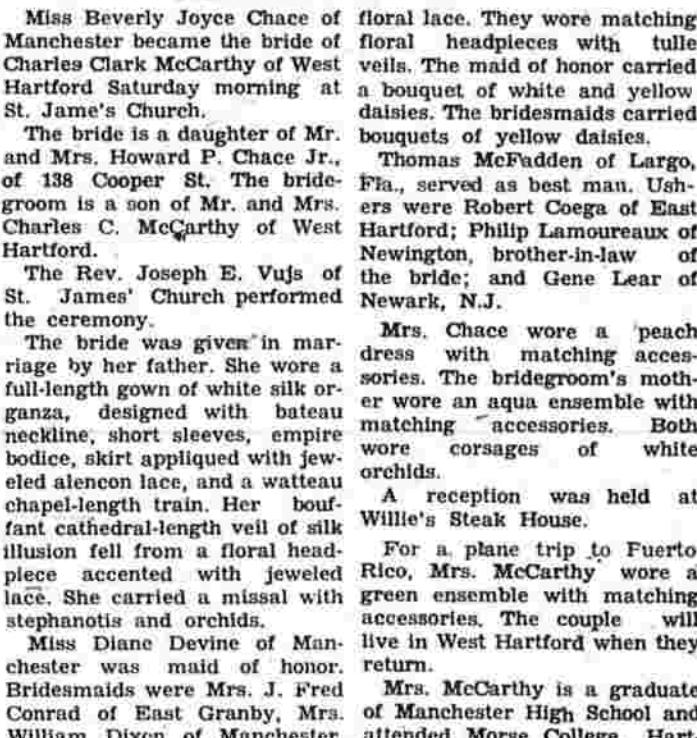 Miss Beverly Joyce Chace of
Manchester became the bride of
Charles Clark McCarthy of West
Hartford Saturday morning at
St. Jame's Church.
The bride is a daughter of Mr.
and Mrs. Howard P. Chace Jr.,
of 138 Cooper St. The bride-
groom is a son of Mr. and Mrs.
Charles C. McCarthy of West
Hartford.
The Rev. Joseph E. Vujs of
St. James' Church performed
the ceremony.
The bride was given in mar-
riage by her father. She wore a
full-length gown of white silk or-
ganza, designed with bateau
neckline, short sleeves, empire
bodice, skirt appliqued with jew-
eled alencon lace, and a watteau
chapel-length train. Her bouf-
fant cathedral-length veil of silk
illusion fell from a floral head-
piece accented with jeweled
lace. She carried a missal with
stephanotis and orchids.
Miss Diane Devine of Man-
chester was maid of honor.
Bridesmaids were Mrs. J. Fred
Conrad of East Granby, Mrs.
William Dixon of Manchester,
floral lace. They wore matching
floral headpieces with tulle
veils. The maid of honor carried
a bouquet of white and yellow
daisies. The bridesmaids carried
bouquets of yellow daisies.
Thomas McFadden of Largo,
Fla., served as best man. Ush-
ers were Robert Coega of East
Hartford; Philip Lamoureaux of
Newington, brother-in-law of
the bride; and Gene Lear of
Newark, N.J.
Mrs. Chace wore a peach
dress with matching acces-
sories. The bridegroom's moth-
er wore an aqua ensemble with
matching accessories. Both
wore corsages of white
orchids.
A reception was held at
Willie's Steak House.
For a plane trip to Puerto
Rico, Mrs. McCarthy wore a
green ensemble with matching
accessories. The couple will
live in West Hartford when they
return.
Mrs. McCarthy is a graduate
of Manchester High School and
attended Morse College, Hart-